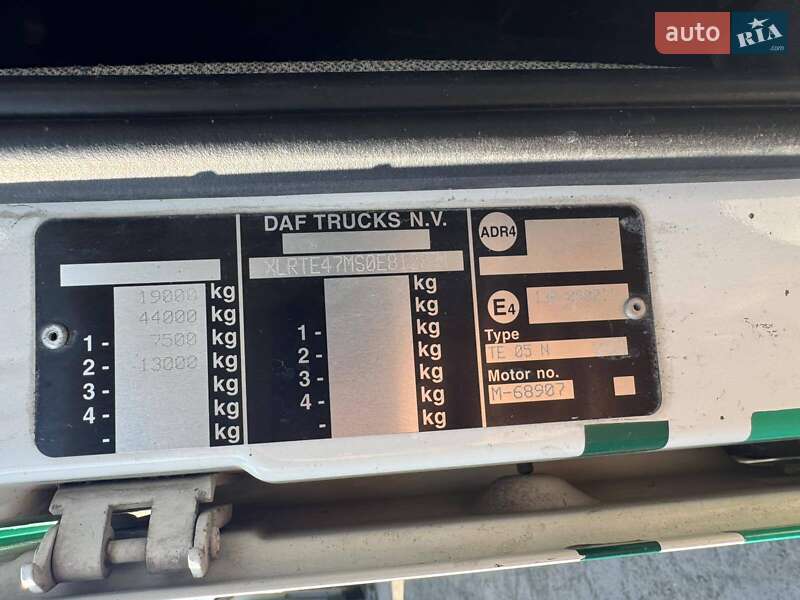 auto RIA .com
DAF TRUCKS N.V.
19000 kg
44000 kg
1- 7500 kg
2- 13000 kg
3- kg
4- kg
- kg
kg
kg
1- kg
2- kg
3- kg
4- kg
- kg
ADR4
E4
Type
TE 05 N
Motor no.
M-68907